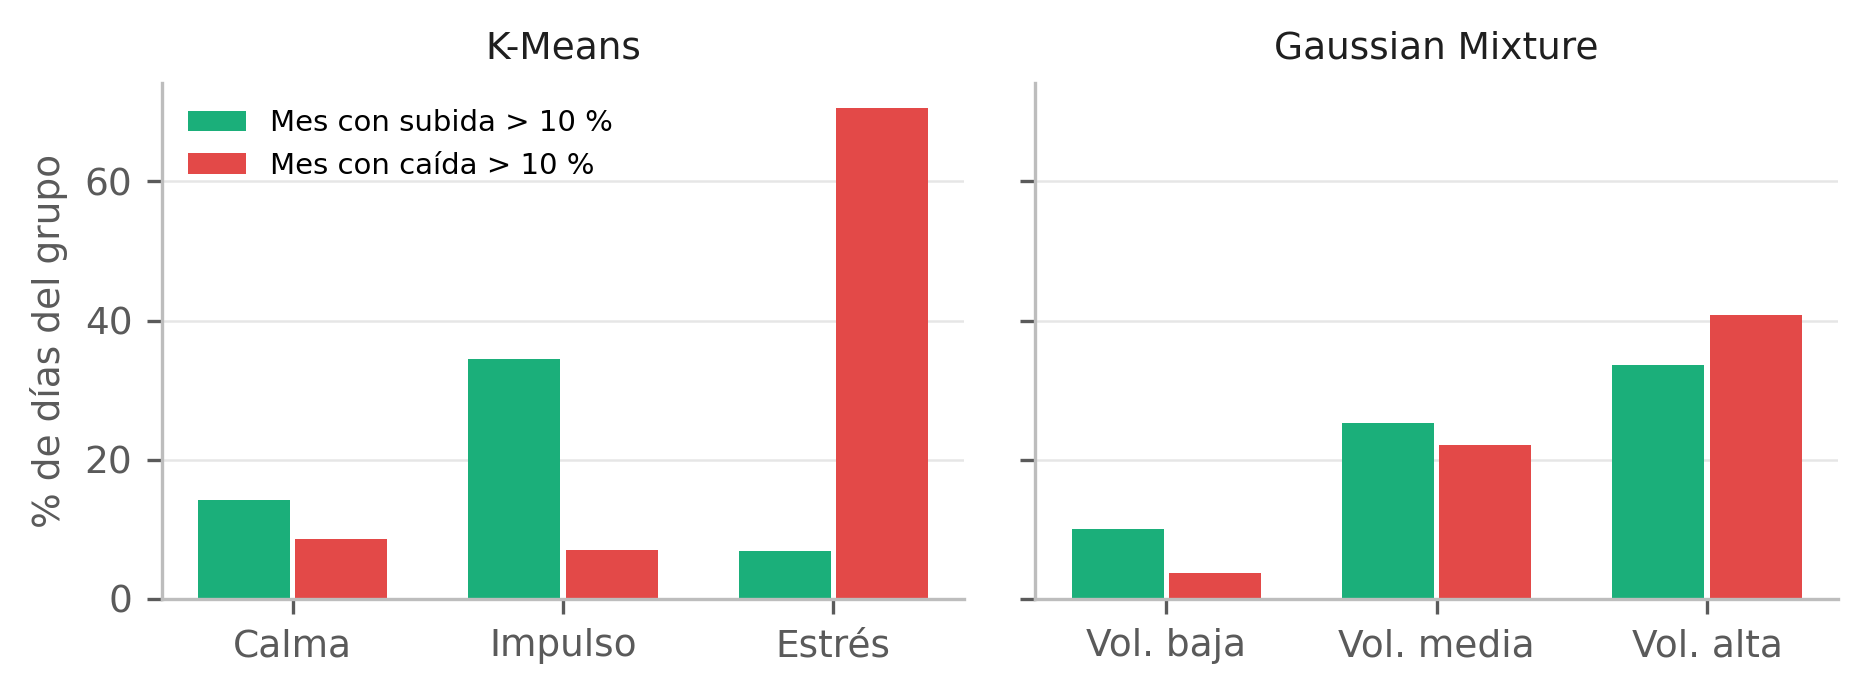 K-Means
Gaussian Mixture
Mes con subida > 10 %
Mes con caída > 10 %
% de días del grupo
60
40
20
0
Calma
Impulso
Estrés
Vol. baja
Vol. media
Vol. alta